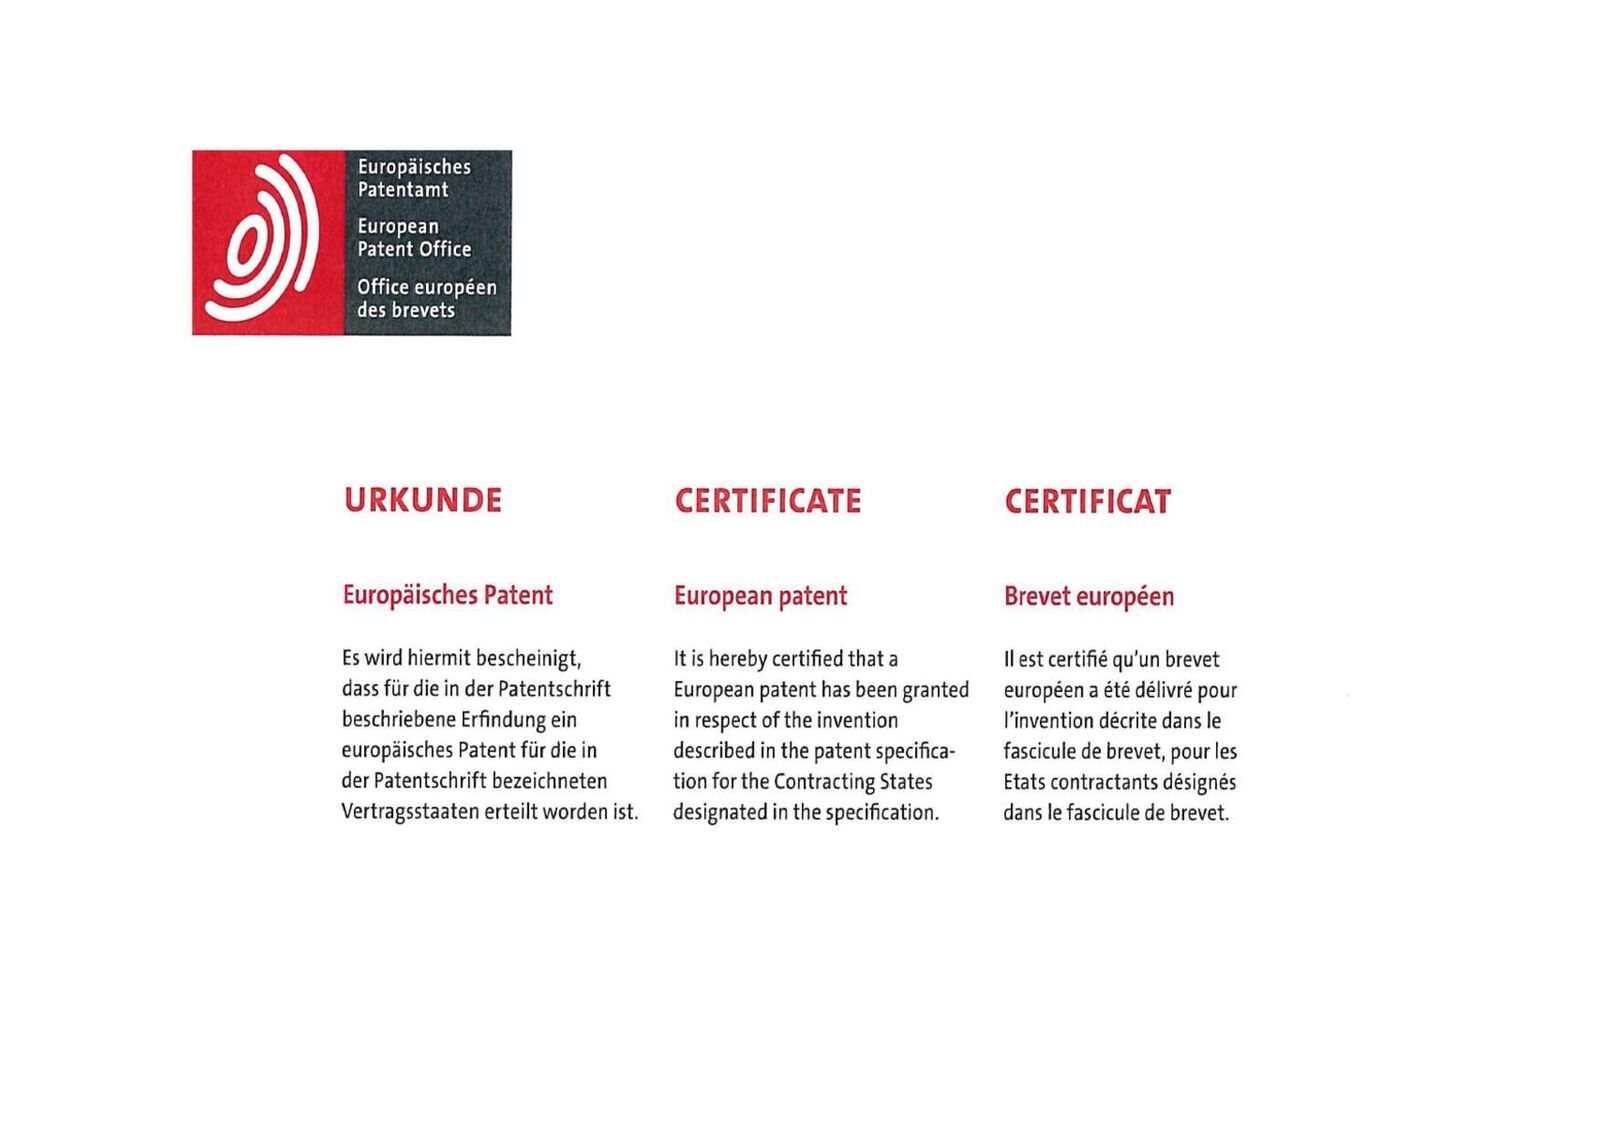 Europäisches
Patentamt
European
Patent Office
Office européen
des brevets
URKUNDE
Europäisches Patent
Es wird hiermit bescheinigt,
dass für die in der Patentschrift
beschriebene Erfindung ein
europäisches Patent für die in
der Patentschrift bezeichneten
Vertragsstaaten erteilt worden ist.
CERTIFICATE
European patent
It is hereby certified that a
European patent has been granted
in respect of the invention
described in the patent specifica-
tion for the Contracting States
designated in the specification.
CERTIFICAT
Brevet européen
Il est certifié qu'un brevet
européen a été délivré pour
l'invention décrite dans le
fascicule de brevet, pour les
Etats contractants désignés
dans le fascicule de brevet.